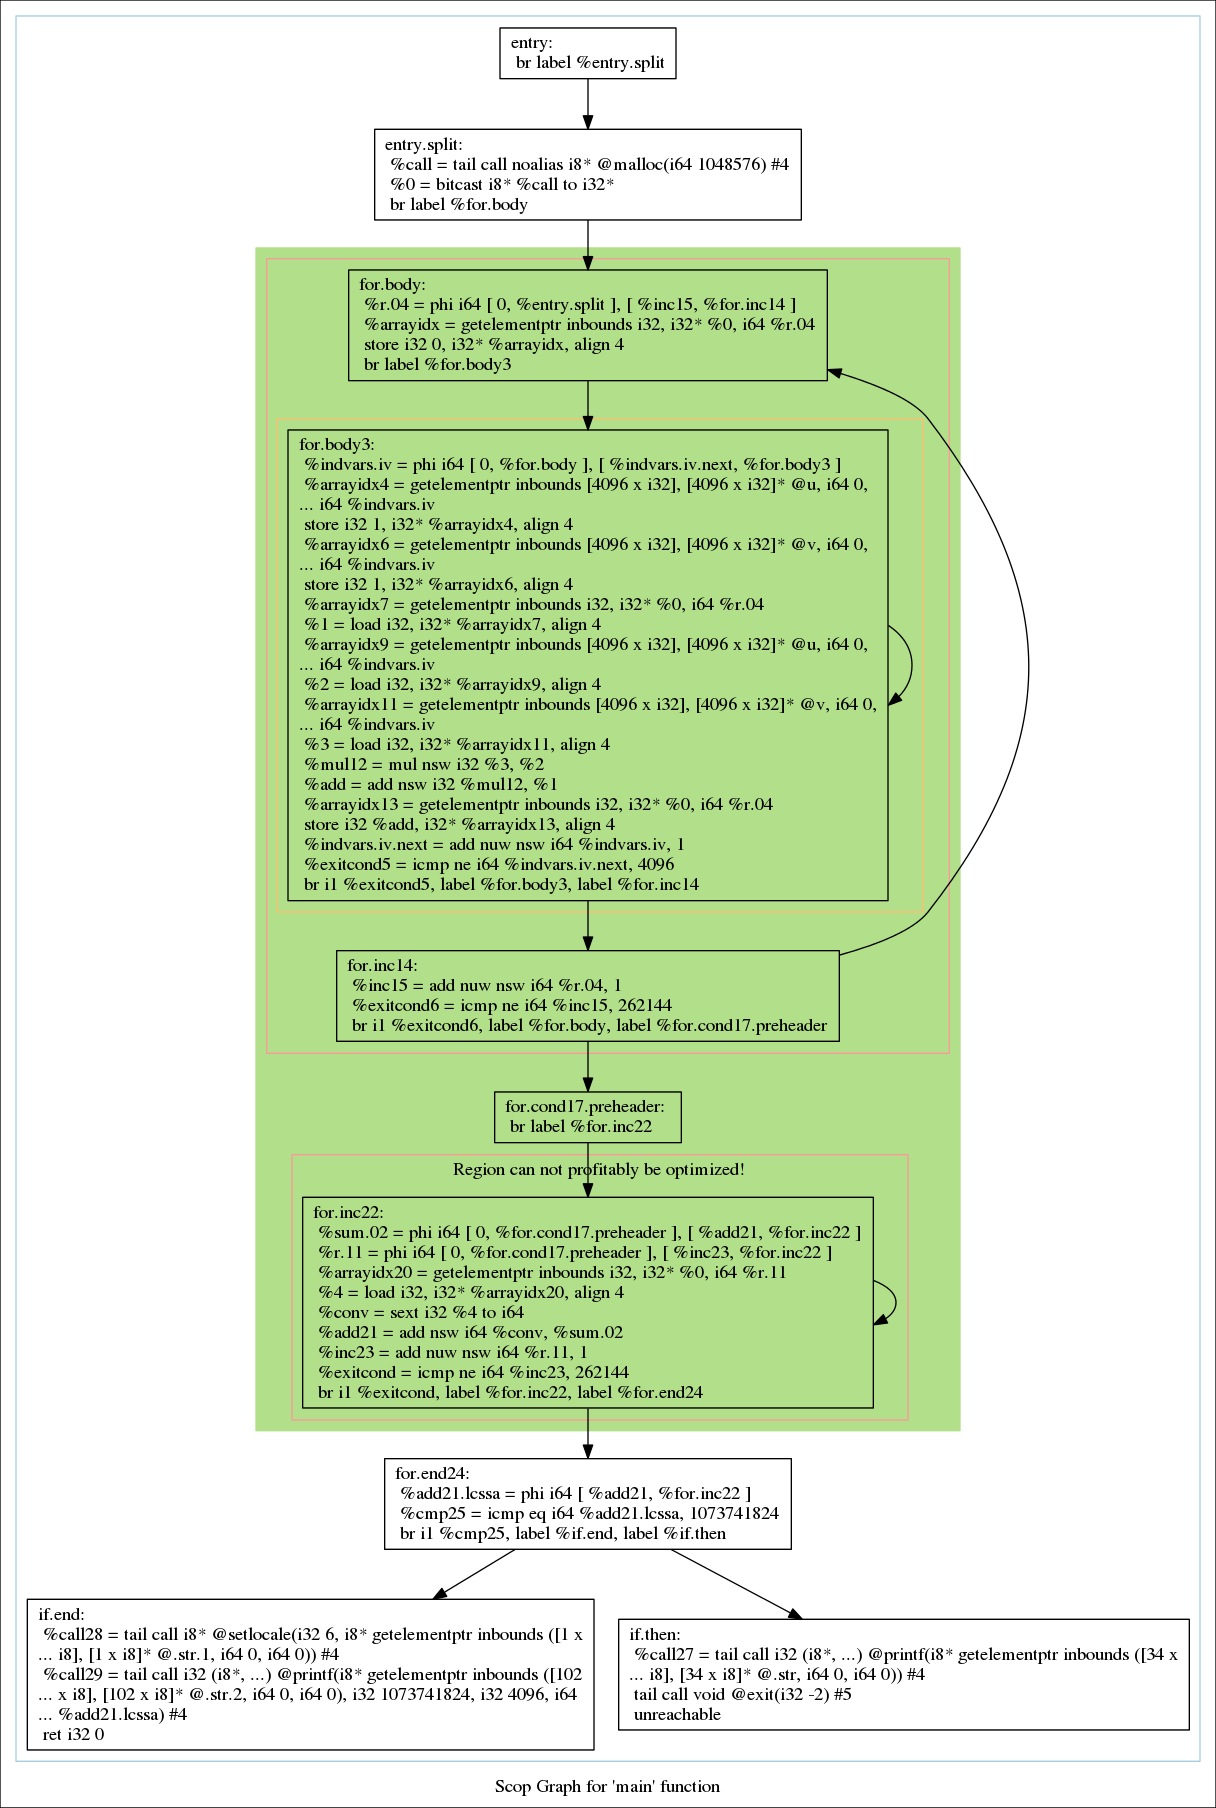 entry:
br label %entry.split
entry.split:
%call = tail call noalias i8* @malloc(i64 1048576) #4
%0 = bitcast i8* %call to i32*
br label %for.body
for.body:
%r.04 = phi i64 [ 0, %entry.split ], [ %inc15, %for.inc14 ]
%arrayidx = getelementptr inbounds i32, i32* %0, i64 %r.04
store i32 0, i32* %arrayidx, align 4
br label %for.body3
for.body3:
%indvars.iv = phi i64 [ 0, %for.body ], [ %indvars.iv.next, %for.body3 ]
%arrayidx4 = getelementptr inbounds [4096 x i32], [4096 x i32]* @u, i64 0,
... i64 %indvars.iv
store i32 1, i32* %arrayidx4, align 4
%arrayidx6 = getelementptr inbounds [4096 x i32], [4096 x i32]* @v, i64 0,
... i64 %indvars.iv
store i32 1, i32* %arrayidx6, align 4
%arrayidx7 = getelementptr inbounds i32, i32* %0, i64 %r.04
%1 = load i32, i32* %arrayidx7, align 4
%arrayidx9 = getelementptr inbounds [4096 x i32], [4096 x i32]* @u, i64 0,
... i64 %indvars.iv
%2 = load i32, i32* %arrayidx9, align 4
%arrayidx11 = getelementptr inbounds [4096 x i32], [4096 x i32]* @v, i64 0,
... i64 %indvars.iv
%3 = load i32, i32* %arrayidx11, align 4
%mul12 = mul nsw i32 %3, %2
%add = add nsw i32 %mul12, %1
%arrayidx13 = getelementptr inbounds i32, i32* %0, i64 %r.04
store i32 %add, i32* %arrayidx13, align 4
%indvars.iv.next = add nuw nsw i64 %indvars.iv, 1
%exitcond5 = icmp ne i64 %indvars.iv.next, 4096
br i1 %exitcond5, label %for.body3, label %for.inc14
for.inc14:
%inc15 = add nuw nsw i64 %r.04, 1
%exitcond6 = icmp ne i64 %inc15, 262144
br i1 %exitcond6, label %for.body, label %for.cond17.preheader
for.cond17.preheader:
br label %for.inc22
Region can not profitably be optimized!
for.inc22:
%sum.02 = phi i64 [ 0, %for.cond17.preheader ], [ %add21, %for.inc22 ]
%r.11 = phi i64 [ 0, %for.cond17.preheader ], [ %inc23, %for.inc22 ]
%arrayidx20 = getelementptr inbounds i32, i32* %0, i64 %r.11
%4 = load i32, i32* %arrayidx20, align 4
%conv = sext i32 %4 to i64
%add21 = add nsw i64 %conv, %sum.02
%inc23 = add nuw nsw i64 %r.11, 1
%exitcond = icmp ne i64 %inc23, 262144
br i1 %exitcond, label %for.inc22, label %for.end24
for.end24:
%add21.lcssa = phi i64 [ %add21, %for.inc22 ]
%cmp25 = icmp eq i64 %add21.lcssa, 1073741824
br i1 %cmp25, label %if.end, label %if.then
if.end:
%call28 = tail call i8* @setlocale(i32 6, i8* getelementptr inbounds ([1 x
... i8], [1 x i8]* @.str.1, i64 0, i64 0)) #4
%call29 = tail call i32 (i8*, ...) @printf(i8* getelementptr inbounds ([102
... x i8], [102 x i8]* @.str.2, i64 0, i64 0), i32 1073741824, i32 4096, i64
... %add21.lcssa) #4
ret i32 0
if.then:
%call27 = tail call i32 (i8*, ...) @printf(i8* getelementptr inbounds ([34 x
... i8], [34 x i8]* @.str, i64 0, i64 0)) #4
tail call void @exit(i32 -2) #5
unreachable
Scop Graph for 'main' function